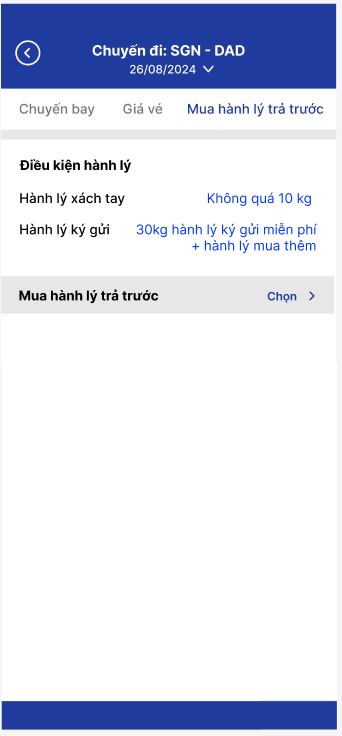 Chuyến đi: SGN - DAD
26/08/2024
Chuyến bay Giá vé Mua hành lý trả trước
Điều kiện hành lý
Hành lý xách tay Không quá 10 kg
Hành lý ký gửi 30kg hành lý ký gửi miễn phí
+ hành lý mua thêm
Mua hành lý trả trước Chọn